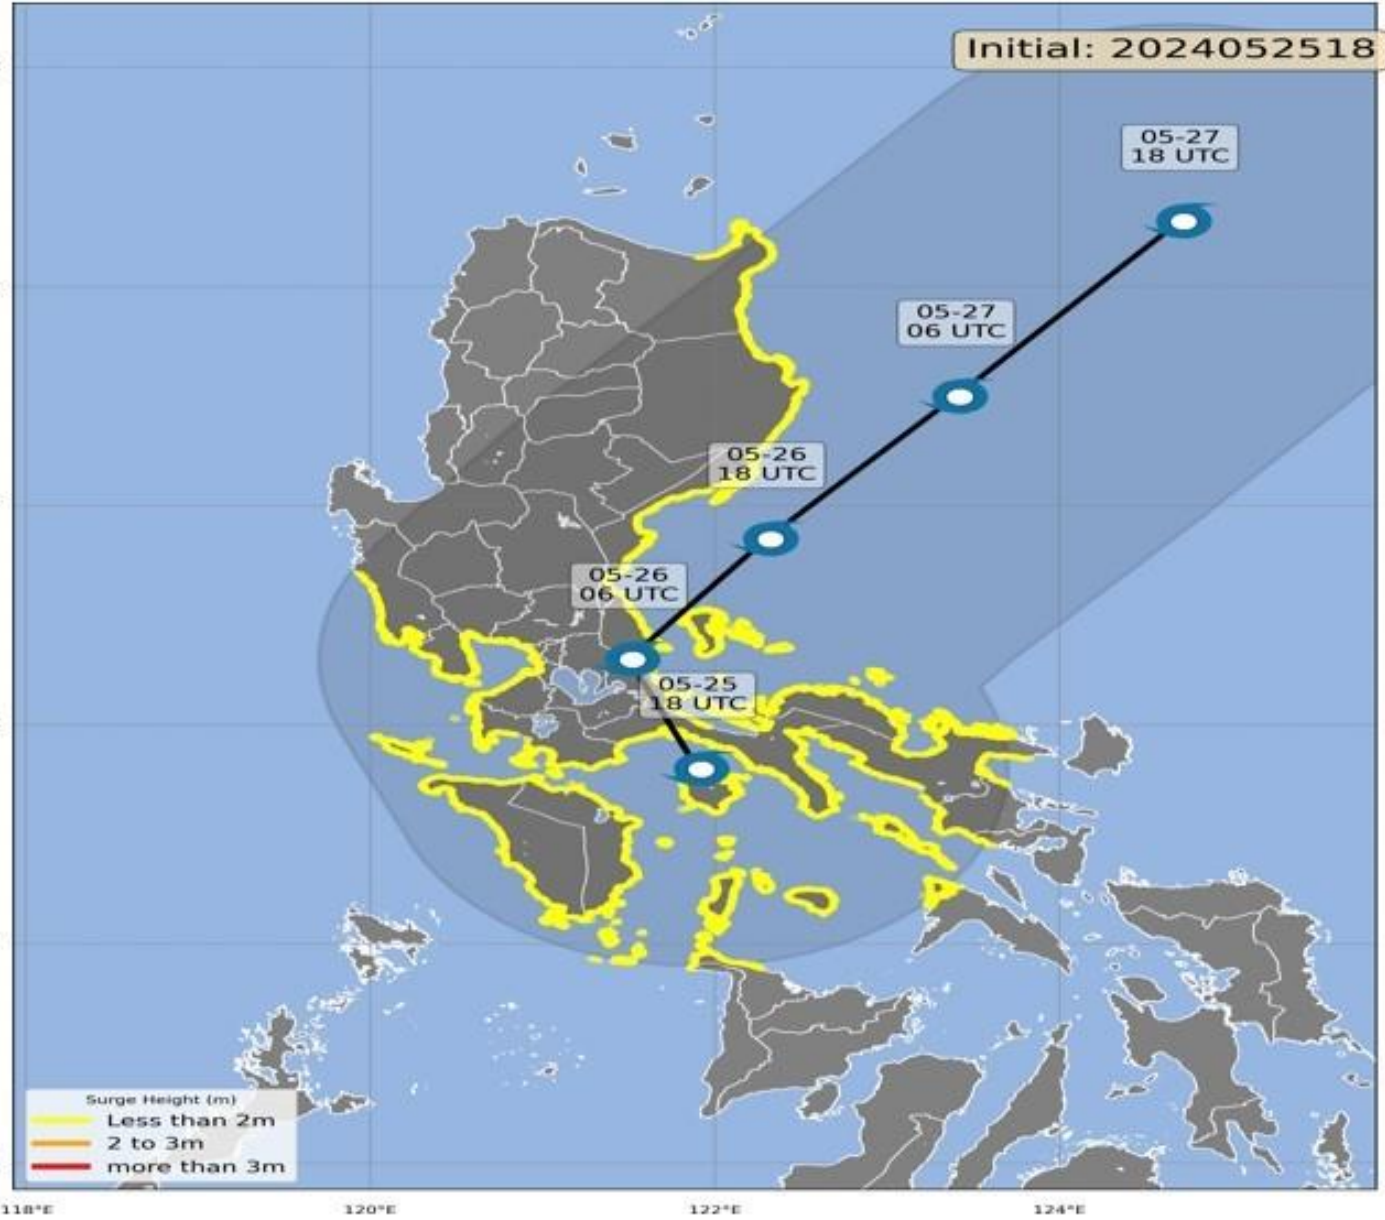 Initial: 2024052518
05-27
18 UTC
05-27
06 UTC
05-26
18 UTC
05-26
06 UTC
05-25
18 UTC
Surge Height (m)
Less than 2m
2 to 3m
more than 3m
118°E
120°E
122°E
124°E